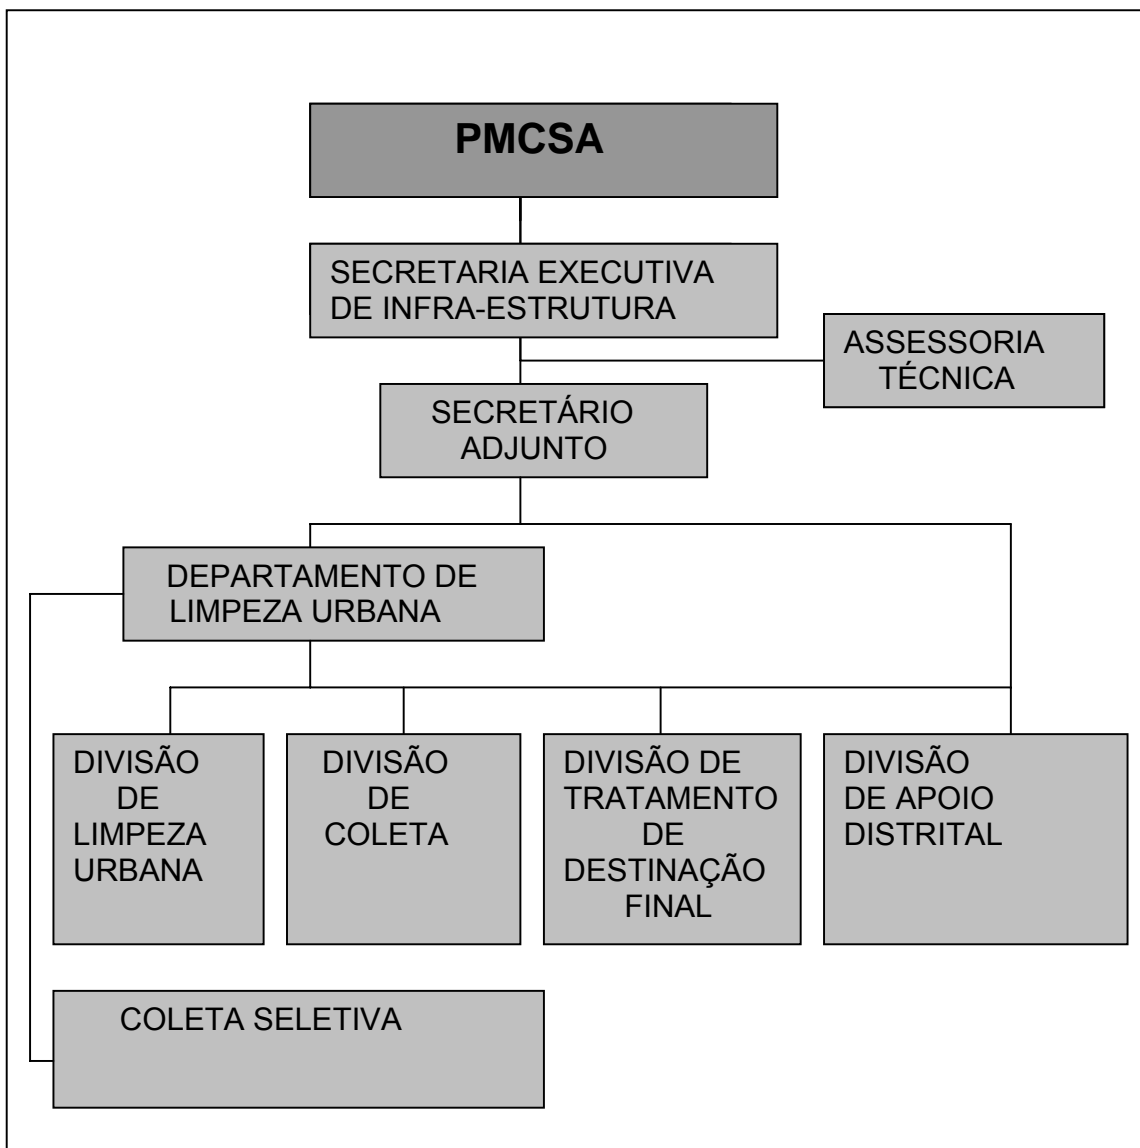 PMCSA
SECRETARIA EXECUTIVA
DE INFRA-ESTRUTURA
ASSESSORIA
TÉCNICA
SECRETÁRIO
ADJUNTO
DEPARTAMENTO DE
LIMPEZA URBANA
DIVISÃO
DE
LIMPEZA
URBANA
DIVISÃO
DE
COLETA
DIVISÃO DE
TRATAMENTO
DE
DESTINAÇÃO
FINAL
DIVISÃO
DE APOIO
DISTRITAL
COLETA SELETIVA